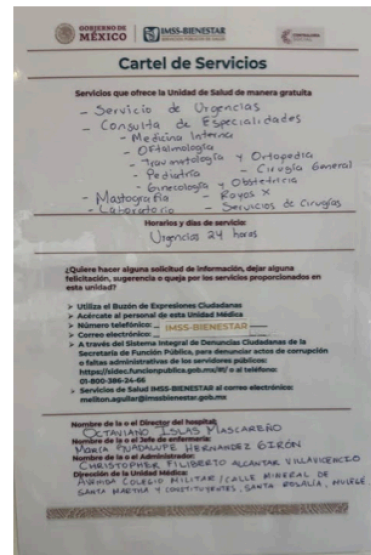 GOBIERNO DE
MÉXICO
IMSS-BIENESTAR
SERVICIOS PÚBLICOS DE SALUD
Cartel de Servicios
Servicios que ofrece la Unidad de Salud de manera gratuita
- Servicio de Urgencias
- Consulta de Especialidades
- Medicina Interna
- Oftalmología
- Traumatología y Ortopedia
- Pediatría - Cirugía General
- Ginecología y Obstetricia
- Mastografía - Rayos X
- Laboratorio - Servicios de Cirugías
Horarios y días de servicio:
Urgencias 24 horas
¿Quiere hacer alguna solicitud de información, dejar alguna
felicitación, sugerencia o queja por los servicios proporcionados en
esta unidad?
➢ Utiliza el Buzón de Expresiones Ciudadanas
➢ Acércate al personal de esta Unidad Médica
➢ Número telefónico: IMSS-BIENESTAR
➢ Correo electrónico:
➢ A través del Sistema Integral de Denuncias Ciudadanas de la
Secretaría de Función Pública, para denunciar actos de corrupción
o faltas administrativas de los servidores públicos:
https://sidec.funcionpublica.gob.mx/#!/ o al teléfono:
01-800-386-24-66
➢ Servicios de Salud IMSS-BIENESTAR al correo electrónico:
meliton.aguilar@imssbienestar.gob.mx
Nombre de la o el Director del hospital:
OCTAVIANO ISLAS MASCAREÑO
Nombre de la o el Jefe de enfermería:
MARIA GUADALUPE HERNANDEZ GIRÓN
Nombre de la o el Administrador:
CHRISTOPHER FILIBERTO ALCANTAR VILLAVICENCIO
Dirección de la Unidad Médica:
AVENIDA COLEGIO MILITAR / CALLE MINERAL DE
SANTA MARTHA Y CONSTITUYENTES, SANTA ROSALÍA, MULEGÉ.